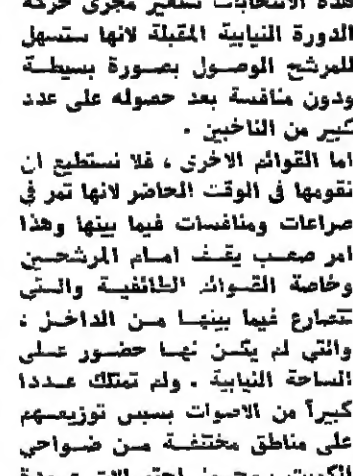 هذه الانتخابات ستغير مجرى حركة
الدورة النيابية المقبلة لانها ستسهل
للمرشح الوصول بصورة بسيطة
ودون منافسة بعد حصوله على عدد
كبير من الناخبين .
اما القوائم الاخرى ، فلا نستطيع ان
نقومها في الوقت الحاضر لانها تمر في
صراعات ومنافسات فيما بينها وهذا
امر صعب يقف امام المرشحين
وخاصة القوائم الطائفية والتي
تتصارع فيما بينها من الداخل ،
والتي لم يكن لها حضور على
الساحة النيابية . ولم تمتلك عددا
كبيراً من الاصوات بسبب توزيعهم
على مناطق مختلفة من ضواحي